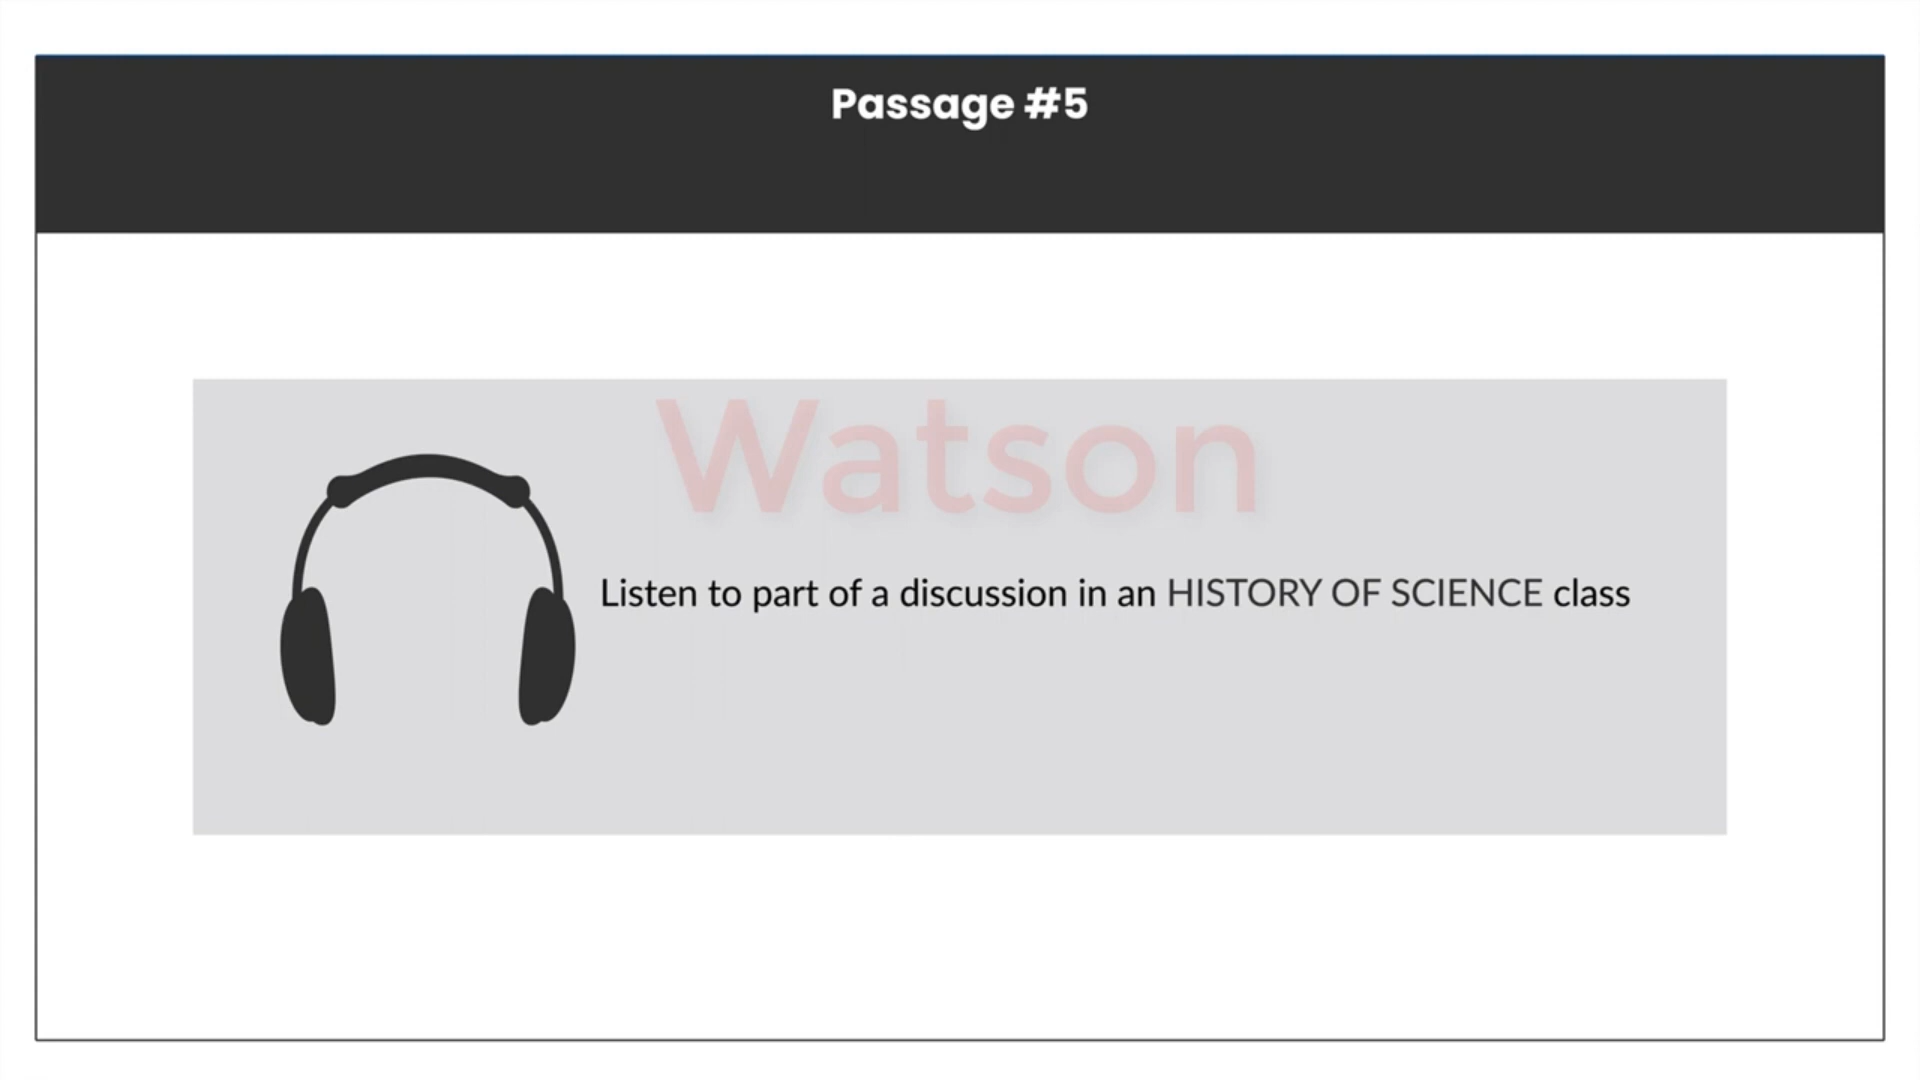 Passage #5
Watson
Listen to part of a discussion in an HISTORY OF SCIENCE class